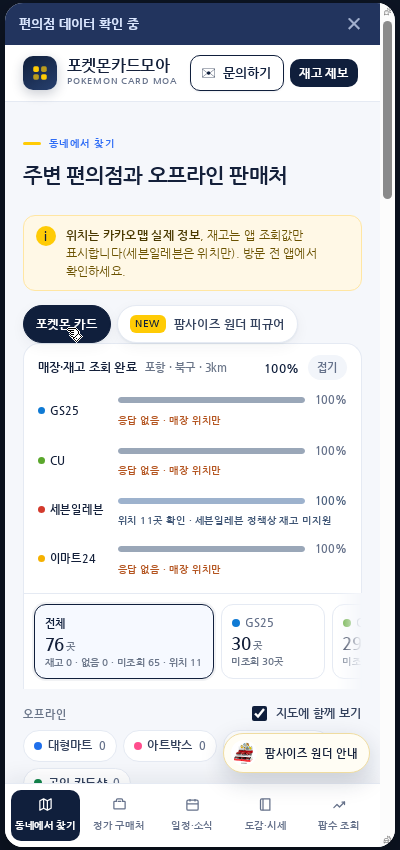 편의점 데이터 확인 중
포켓몬카드모아
POKEMON CARD MOA
문의하기
재고 제보
동네에서 찾기
주변 편의점과 오프라인 판매처
위치는 카카오맵 실제 정보, 재고는 앱 조회값만
표시합니다(세븐일레븐은 위치만). 방문 전 앱에서
확인하세요.
포켓몬 카드
NEW 팜사이즈 원더 피규어
매장·재고 조회 완료 포항 · 북구 · 3km 100% 접기
GS25 100%
응답 없음 · 매장 위치만
CU 100%
응답 없음 · 매장 위치만
세븐일레븐 100%
위치 11곳 확인 · 세븐일레븐 정책상 재고 미지원
이마트24 100%
응답 없음 · 매장 위치만
전체
76곳
재고 0 · 없음 0 · 미조회 65 · 위치 11
GS25
30곳
미조회 30곳
29
오프라인
지도에 함께 보기
대형마트 0
아트박스 0
팜사이즈 원더 안내
동네에서 찾기
정가 구매처
일정·소식
도감·시세
팝수 조회